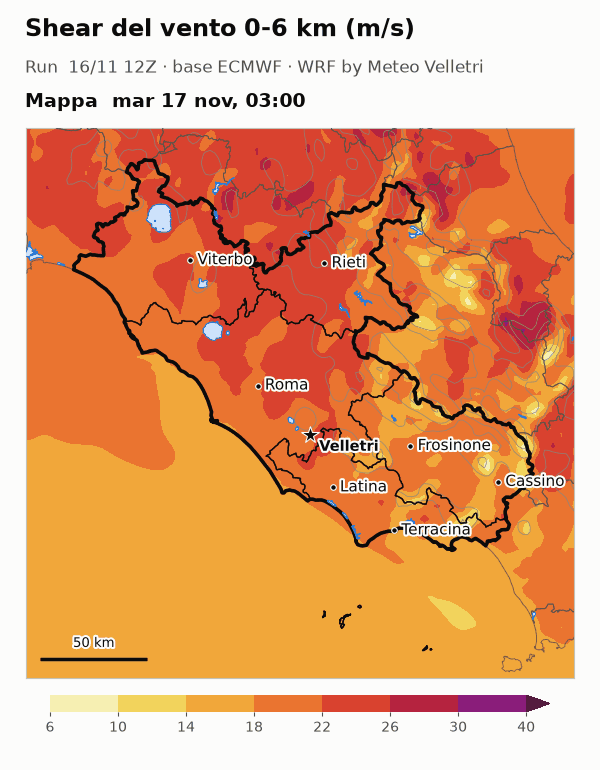 Shear del vento 0-6 km (m/s)
Run 16/11 12Z · base ECMWF · WRF by Meteo Velletri
Mappa mar 17 nov, 03:00
Viterbo
Rieti
Roma
Velletri
Frosinone
Latina
Cassino
Terracina
50 km
6 10 14 18 22 26 30 40